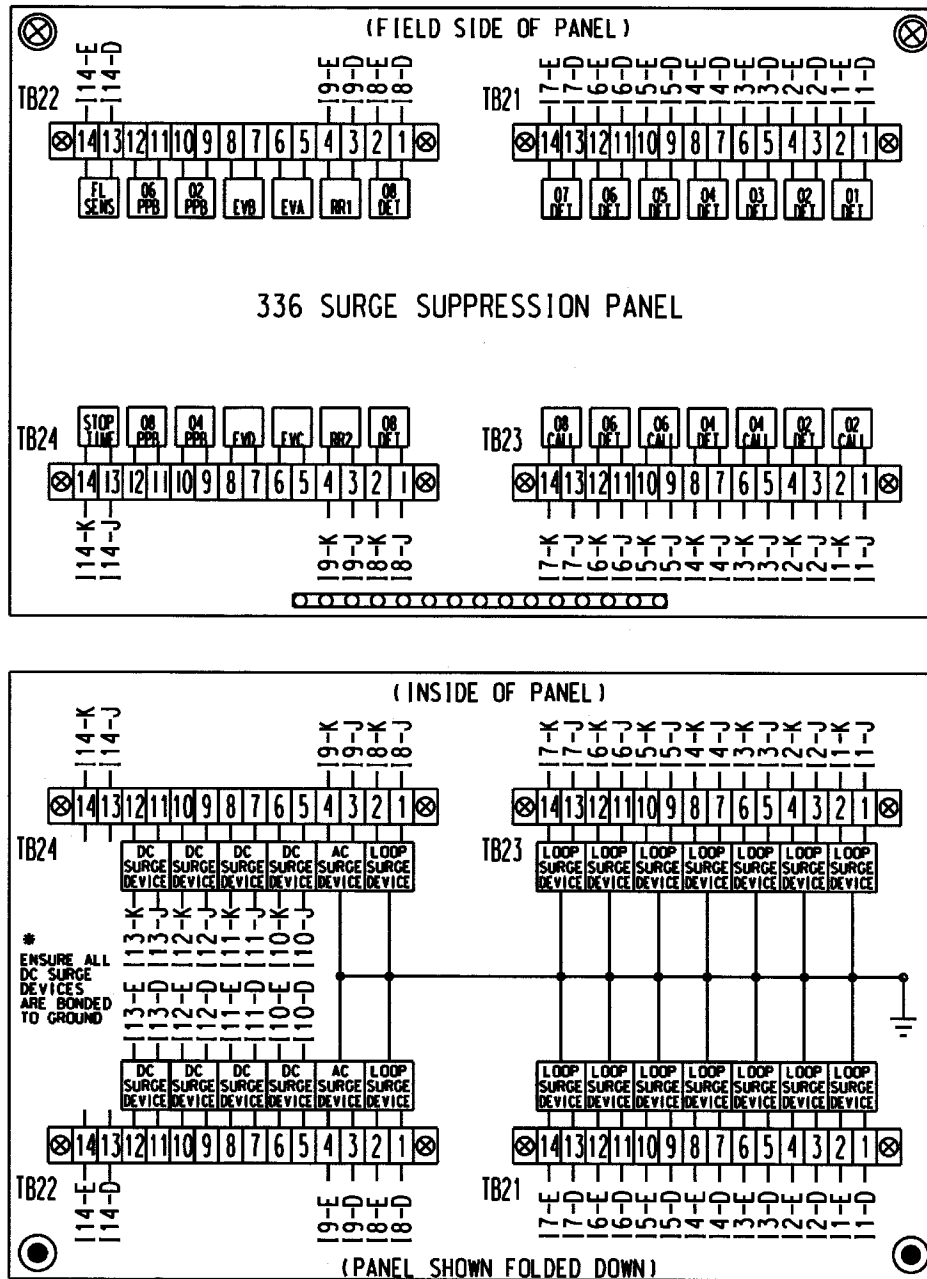 (FIELD SIDE OF PANEL)
I14-E I14-D I9-E I9-D I8-E I8-D
I7-E I7-D I6-E I6-D I5-E I5-D I4-E I4-D I3-E I3-D I2-E I2-D I1-E I1-D
TB22
14 13 12 11 10 9 8 7 6 5 4 3 2 1
TB21
14 13 12 11 10 9 8 7 6 5 4 3 2 1
FL SENS
06 PPB
02 PPB
EVB
EVA
RR1
08 DET
07 DET
06 DET
05 DET
04 DET
03 DET
02 DET
01 DET
336 SURGE SUPPRESSION PANEL
STOP TIME
08 PPB
04 PPB
EVD
EVC
RR2
08 DET
08 CALL
06 DET
06 CALL
04 DET
04 CALL
02 DET
02 CALL
TB24
14 13 12 11 10 9 8 7 6 5 4 3 2 1
TB23
14 13 12 11 10 9 8 7 6 5 4 3 2 1
I14-K I14-J I9-K I9-J I8-K I8-J
I7-K I7-J I6-K I6-J I5-K I5-J I4-K I4-J I3-K I3-J I2-K I2-J I1-K I1-J
(INSIDE OF PANEL)
I14-K I14-J I9-K I9-J I8-K I8-J
I7-K I7-J I6-K I6-J I5-K I5-J I4-K I4-J I3-K I3-J I2-K I2-J I1-K I1-J
14 13 12 11 10 9 8 7 6 5 4 3 2 1
14 13 12 11 10 9 8 7 6 5 4 3 2 1
TB24
DC SURGE DEVICE
DC SURGE DEVICE
DC SURGE DEVICE
DC SURGE DEVICE
AC SURGE DEVICE
LOOP SURGE DEVICE
TB23
LOOP SURGE DEVICE
LOOP SURGE DEVICE
LOOP SURGE DEVICE
LOOP SURGE DEVICE
LOOP SURGE DEVICE
LOOP SURGE DEVICE
LOOP SURGE DEVICE
I13-K I13-J I12-K I12-J I11-K I11-J I10-K I10-J
*
ENSURE ALL
DC SURGE
DEVICES
ARE BONDED
TO GROUND
I13-E I13-D I12-E I12-D I11-E I11-D I10-E I10-D
DC SURGE DEVICE
DC SURGE DEVICE
DC SURGE DEVICE
DC SURGE DEVICE
AC SURGE DEVICE
LOOP SURGE DEVICE
LOOP SURGE DEVICE
LOOP SURGE DEVICE
LOOP SURGE DEVICE
LOOP SURGE DEVICE
LOOP SURGE DEVICE
LOOP SURGE DEVICE
LOOP SURGE DEVICE
14 13 12 11 10 9 8 7 6 5 4 3 2 1
14 13 12 11 10 9 8 7 6 5 4 3 2 1
TB22
I14-E I14-D I9-E I9-D I8-E I8-D
TB21
I7-E I7-D I6-E I6-D I5-E I5-D I4-E I4-D I3-E I3-D I2-E I2-D I1-E I1-D
(PANEL SHOWN FOLDED DOWN)